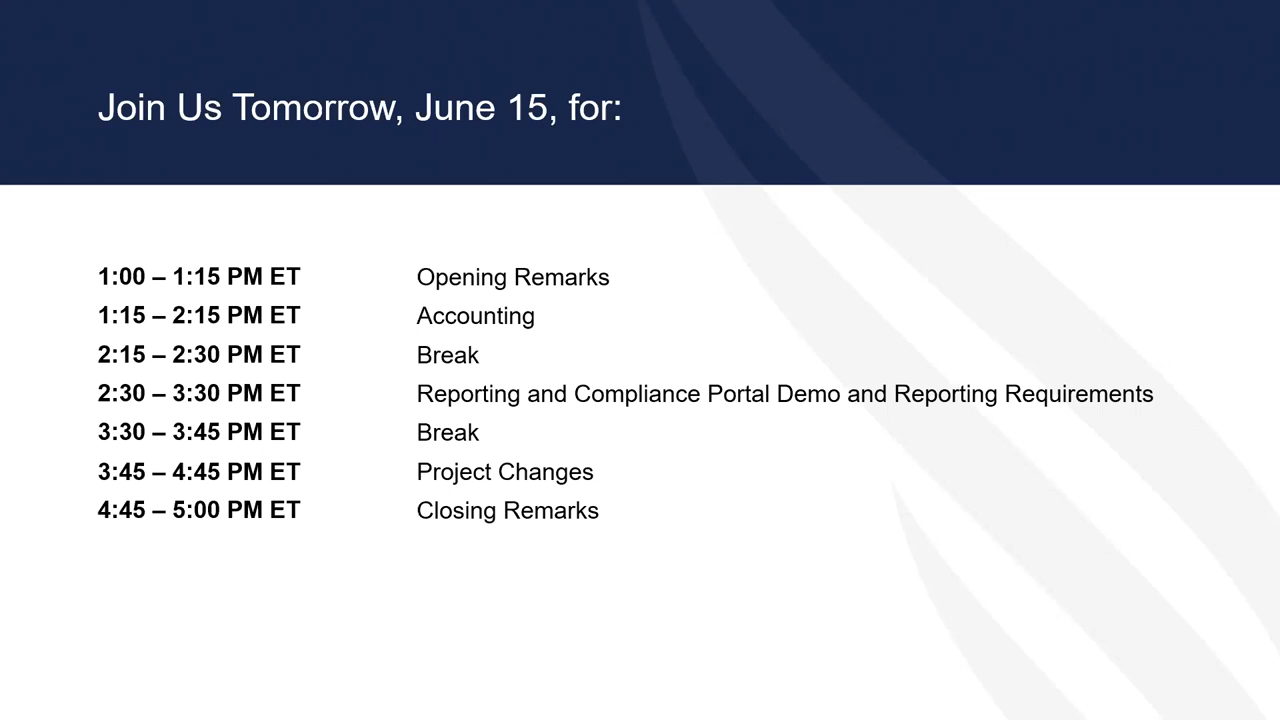 Join Us Tomorrow, June 15, for:
1:00 – 1:15 PM ET Opening Remarks
1:15 – 2:15 PM ET Accounting
2:15 – 2:30 PM ET Break
2:30 – 3:30 PM ET Reporting and Compliance Portal Demo and Reporting Requirements
3:30 – 3:45 PM ET Break
3:45 – 4:45 PM ET Project Changes
4:45 – 5:00 PM ET Closing Remarks